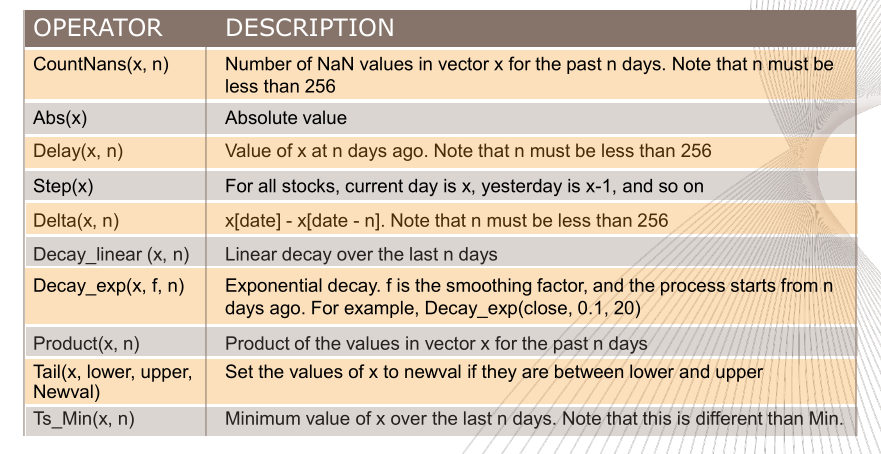 OPERATOR DESCRIPTION
CountNans(x, n) Number of NaN values in vector x for the past n days. Note that n must be
less than 256
Abs(x) Absolute value
Delay(x, n) Value of x at n days ago. Note that n must be less than 256
Step(x) For all stocks, current day is x, yesterday is x-1, and so on
Delta(x, n) x[date] - x[date - n]. Note that n must be less than 256
Decay_linear (x, n) Linear decay over the last n days
Decay_exp(x, f, n) Exponential decay. f is the smoothing factor, and the process starts from n
days ago. For example, Decay_exp(close, 0.1, 20)
Product(x, n) Product of the values in vector x for the past n days
Tail(x, lower, upper, Set the values of x to newval if they are between lower and upper
Newval)
Ts_Min(x, n) Minimum value of x over the last n days. Note that this is different than Min.